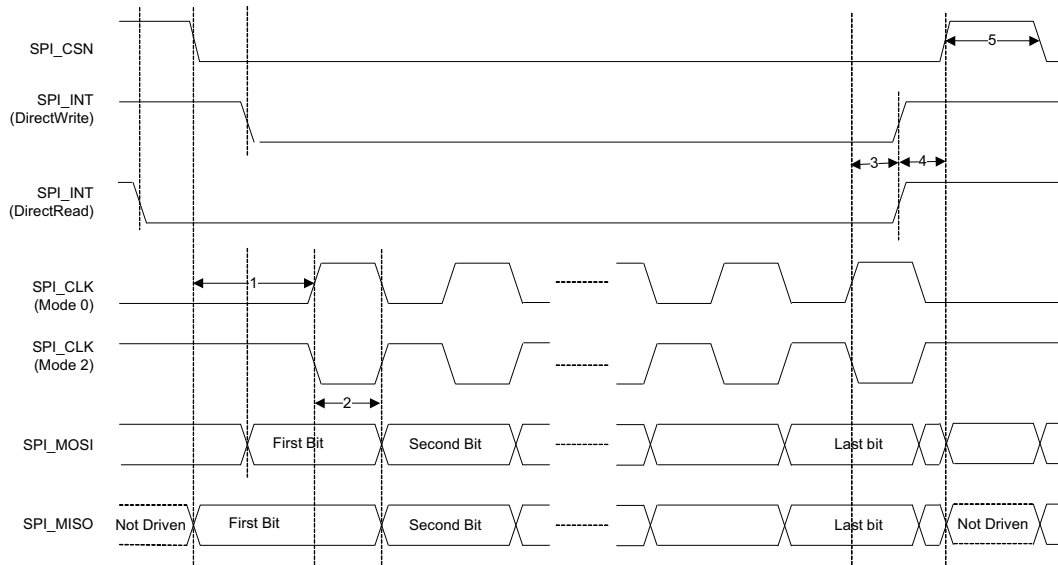 SPI_CSN
5
SPI_INT
(DirectWrite)
3
4
SPI_INT
(DirectRead)
SPI_CLK
(Mode 0)
1
SPI_CLK
(Mode 2)
2
SPI_MOSI
First Bit
Second Bit
Last bit
SPI_MISO
Not Driven
First Bit
Second Bit
Last bit
Not Driven